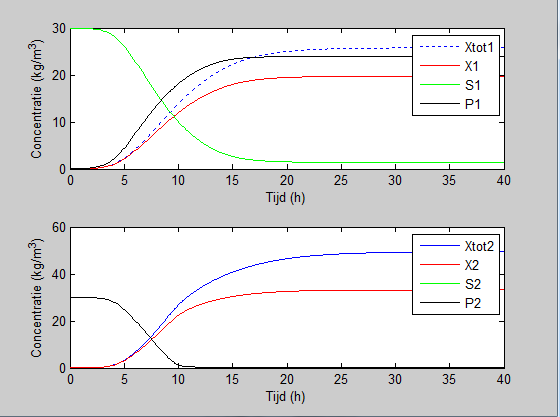 30
20
10
0
Concentratie (kg/m³)
Xtot1
X1
S1
P1
0 5 10 15 20 25 30 35 40
Tijd (h)
60
40
20
0
Concentratie (kg/m³)
Xtot2
X2
S2
P2
0 5 10 15 20 25 30 35 40
Tijd (h)